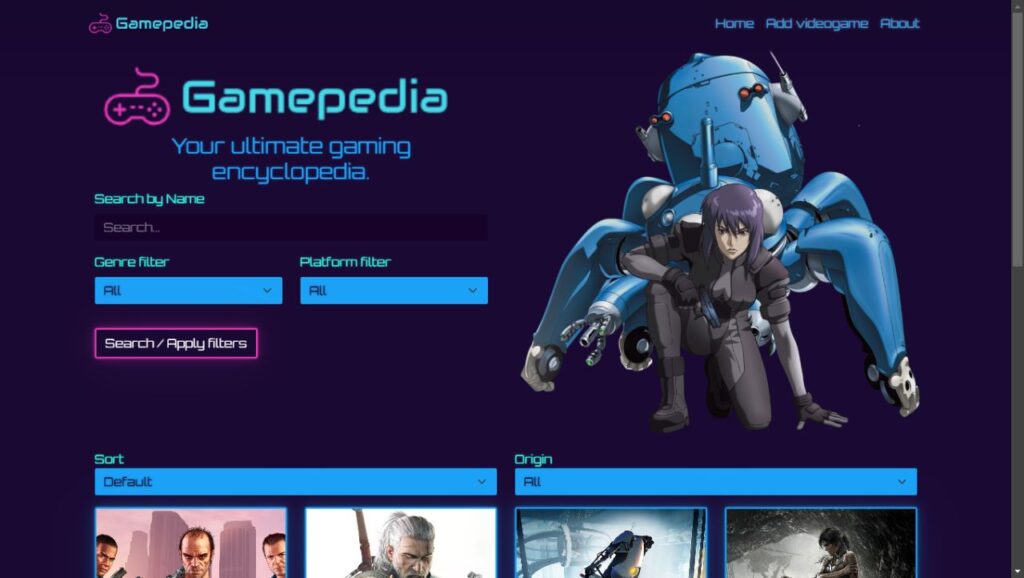 Gamepedia
Home Add videogame About
Gamepedia
Your ultimate gaming
encyclopedia.
Search by Name
Search...
Genre filter Platform filter
All All
Search / Apply filters
Sort Origin
Default All